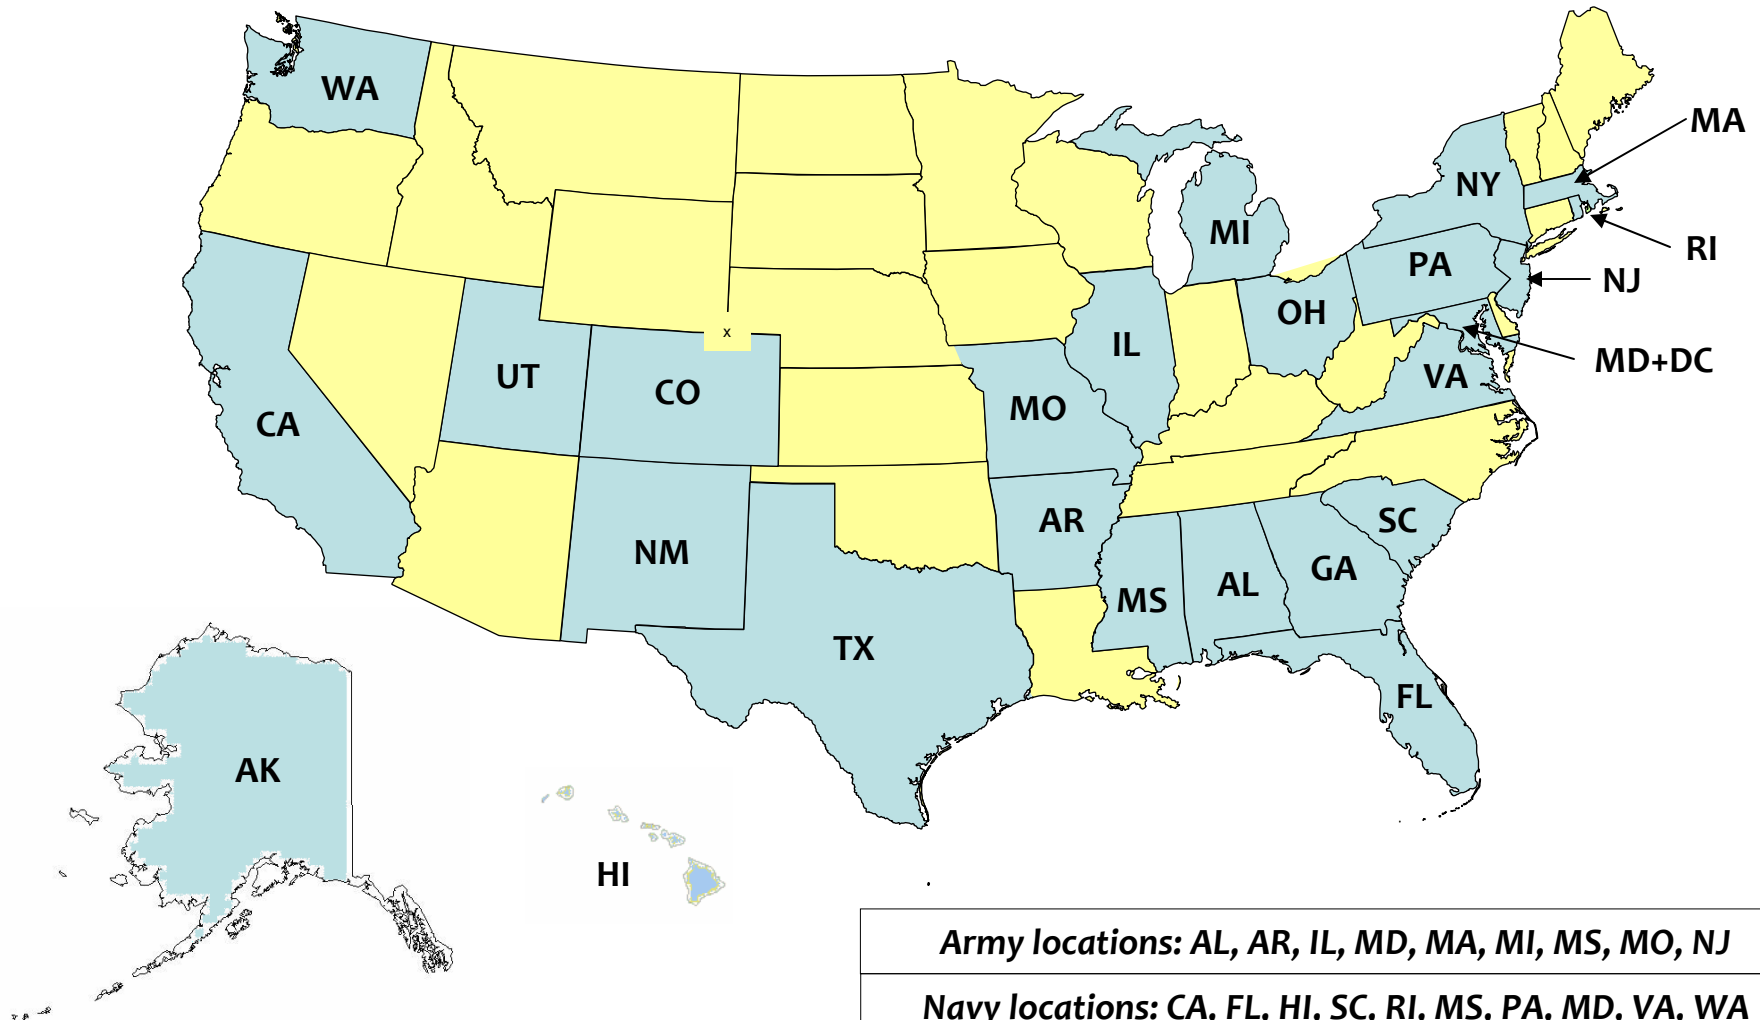 WA
MA
NY
MI
RI
PA
NJ
OH
x
IL
MD+DC
UT
VA
CO
MO
CA
AR
SC
NM
GA
AL
MS
TX
FL
AK
HI
Army locations: AL, AR, IL, MD, MA, MI, MS, MO, NJ
Navy locations: CA, FL, HI, SC, RI, MS, PA, MD, VA, WA